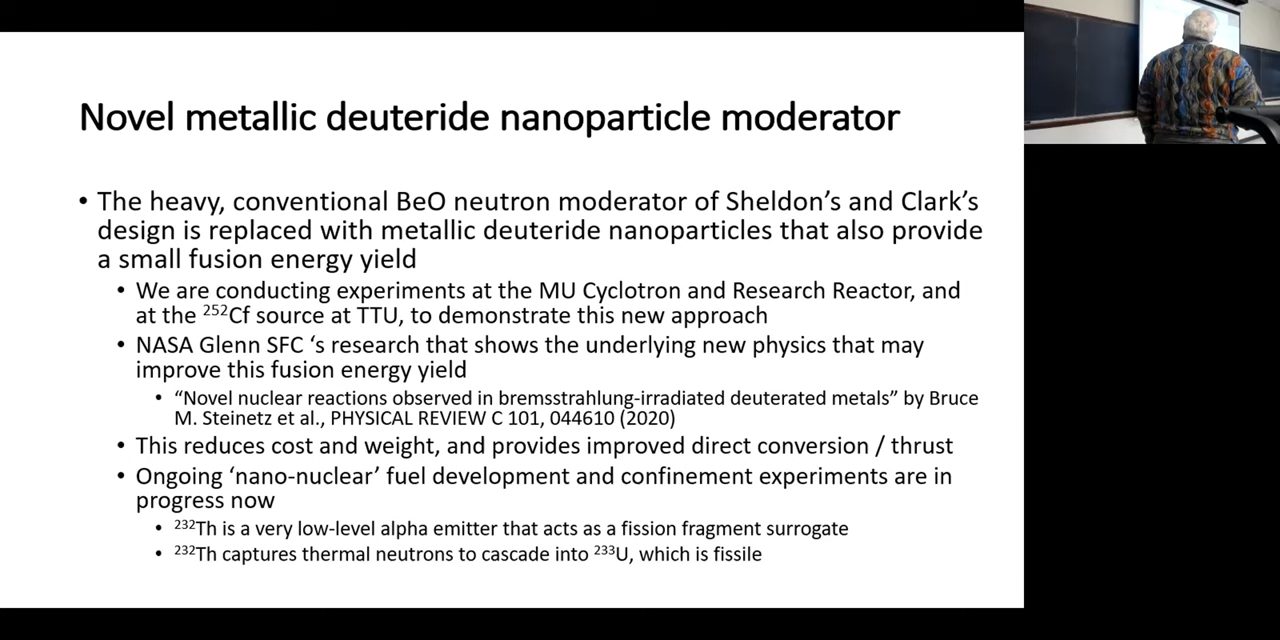 Novel metallic deuteride nanoparticle moderator
• The heavy, conventional BeO neutron moderator of Sheldon’s and Clark’s
design is replaced with metallic deuteride nanoparticles that also provide
a small fusion energy yield
• We are conducting experiments at the MU Cyclotron and Research Reactor, and
at the ²⁵²Cf source at TTU, to demonstrate this new approach
• NASA Glenn SFC ‘s research that shows the underlying new physics that may
improve this fusion energy yield
• “Novel nuclear reactions observed in bremsstrahlung-irradiated deuterated metals” by Bruce
M. Steinetz et al., PHYSICAL REVIEW C 101, 044610 (2020)
• This reduces cost and weight, and provides improved direct conversion / thrust
• Ongoing ‘nano-nuclear’ fuel development and confinement experiments are in
progress now
• ²³²Th is a very low-level alpha emitter that acts as a fission fragment surrogate
• ²³²Th captures thermal neutrons to cascade into ²³³U, which is fissile